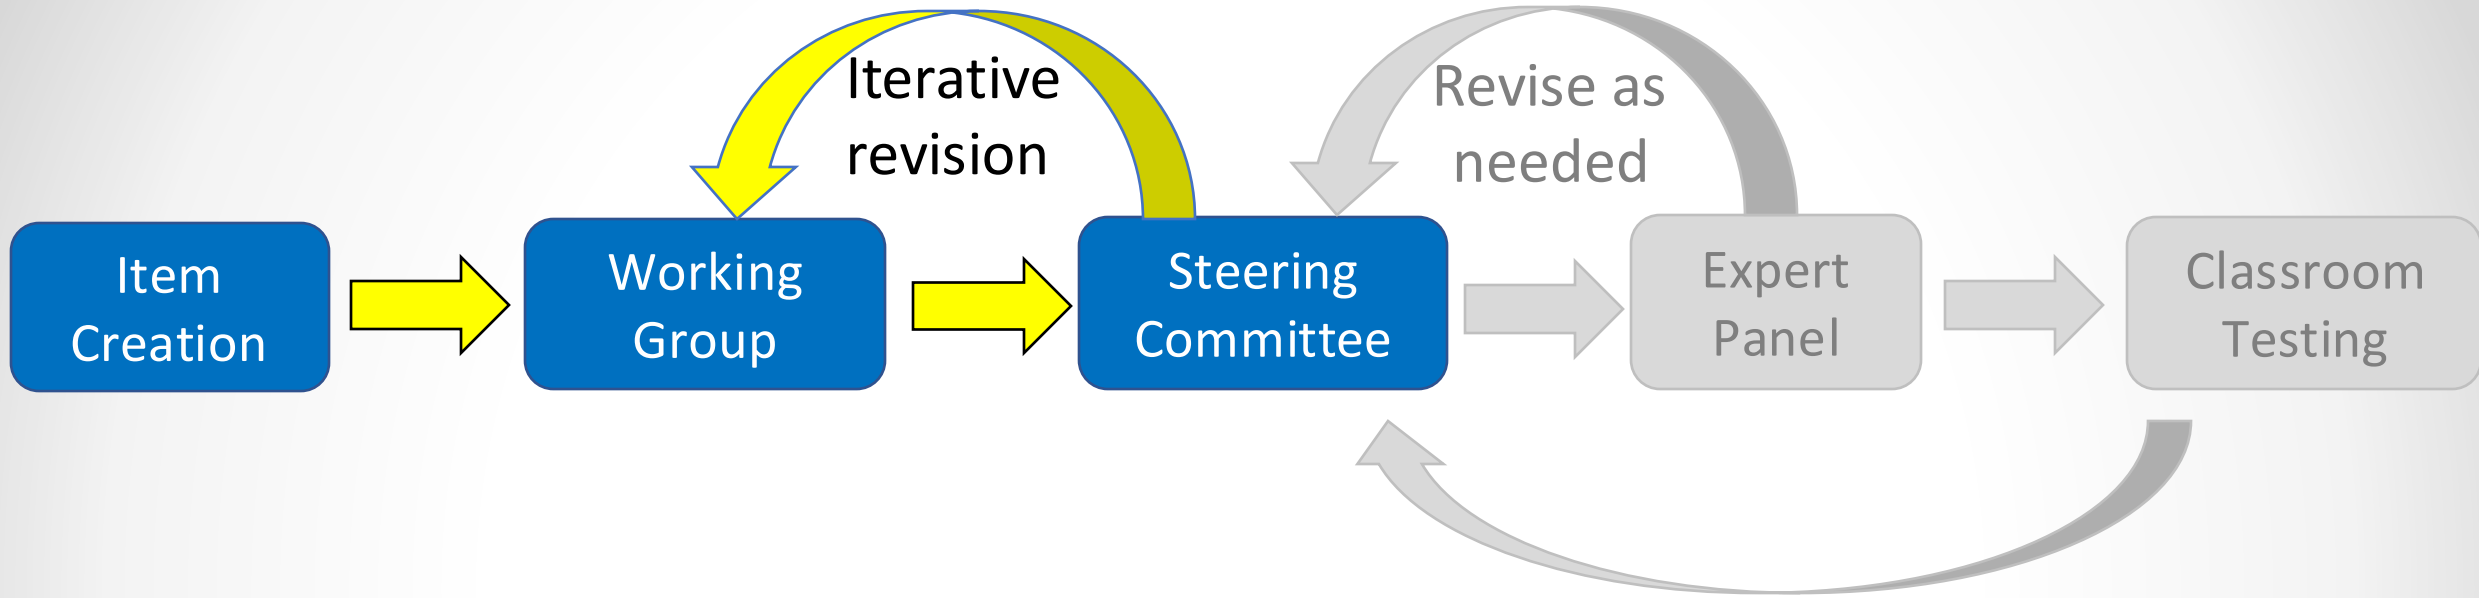 Iterative
revision
Revise as
needed
Item
Creation
Working
Group
Steering
Committee
Expert
Panel
Classroom
Testing